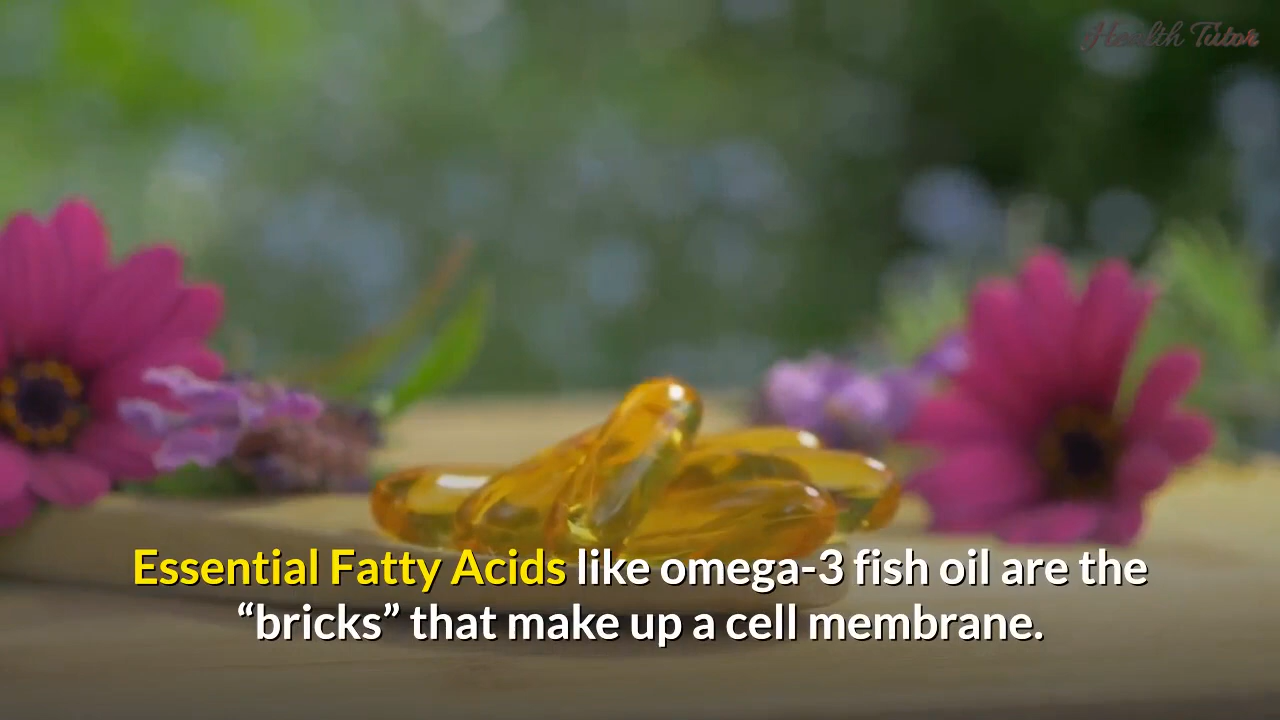 Health Tutor
Essential Fatty Acids like omega-3 fish oil are the
“bricks” that make up a cell membrane.